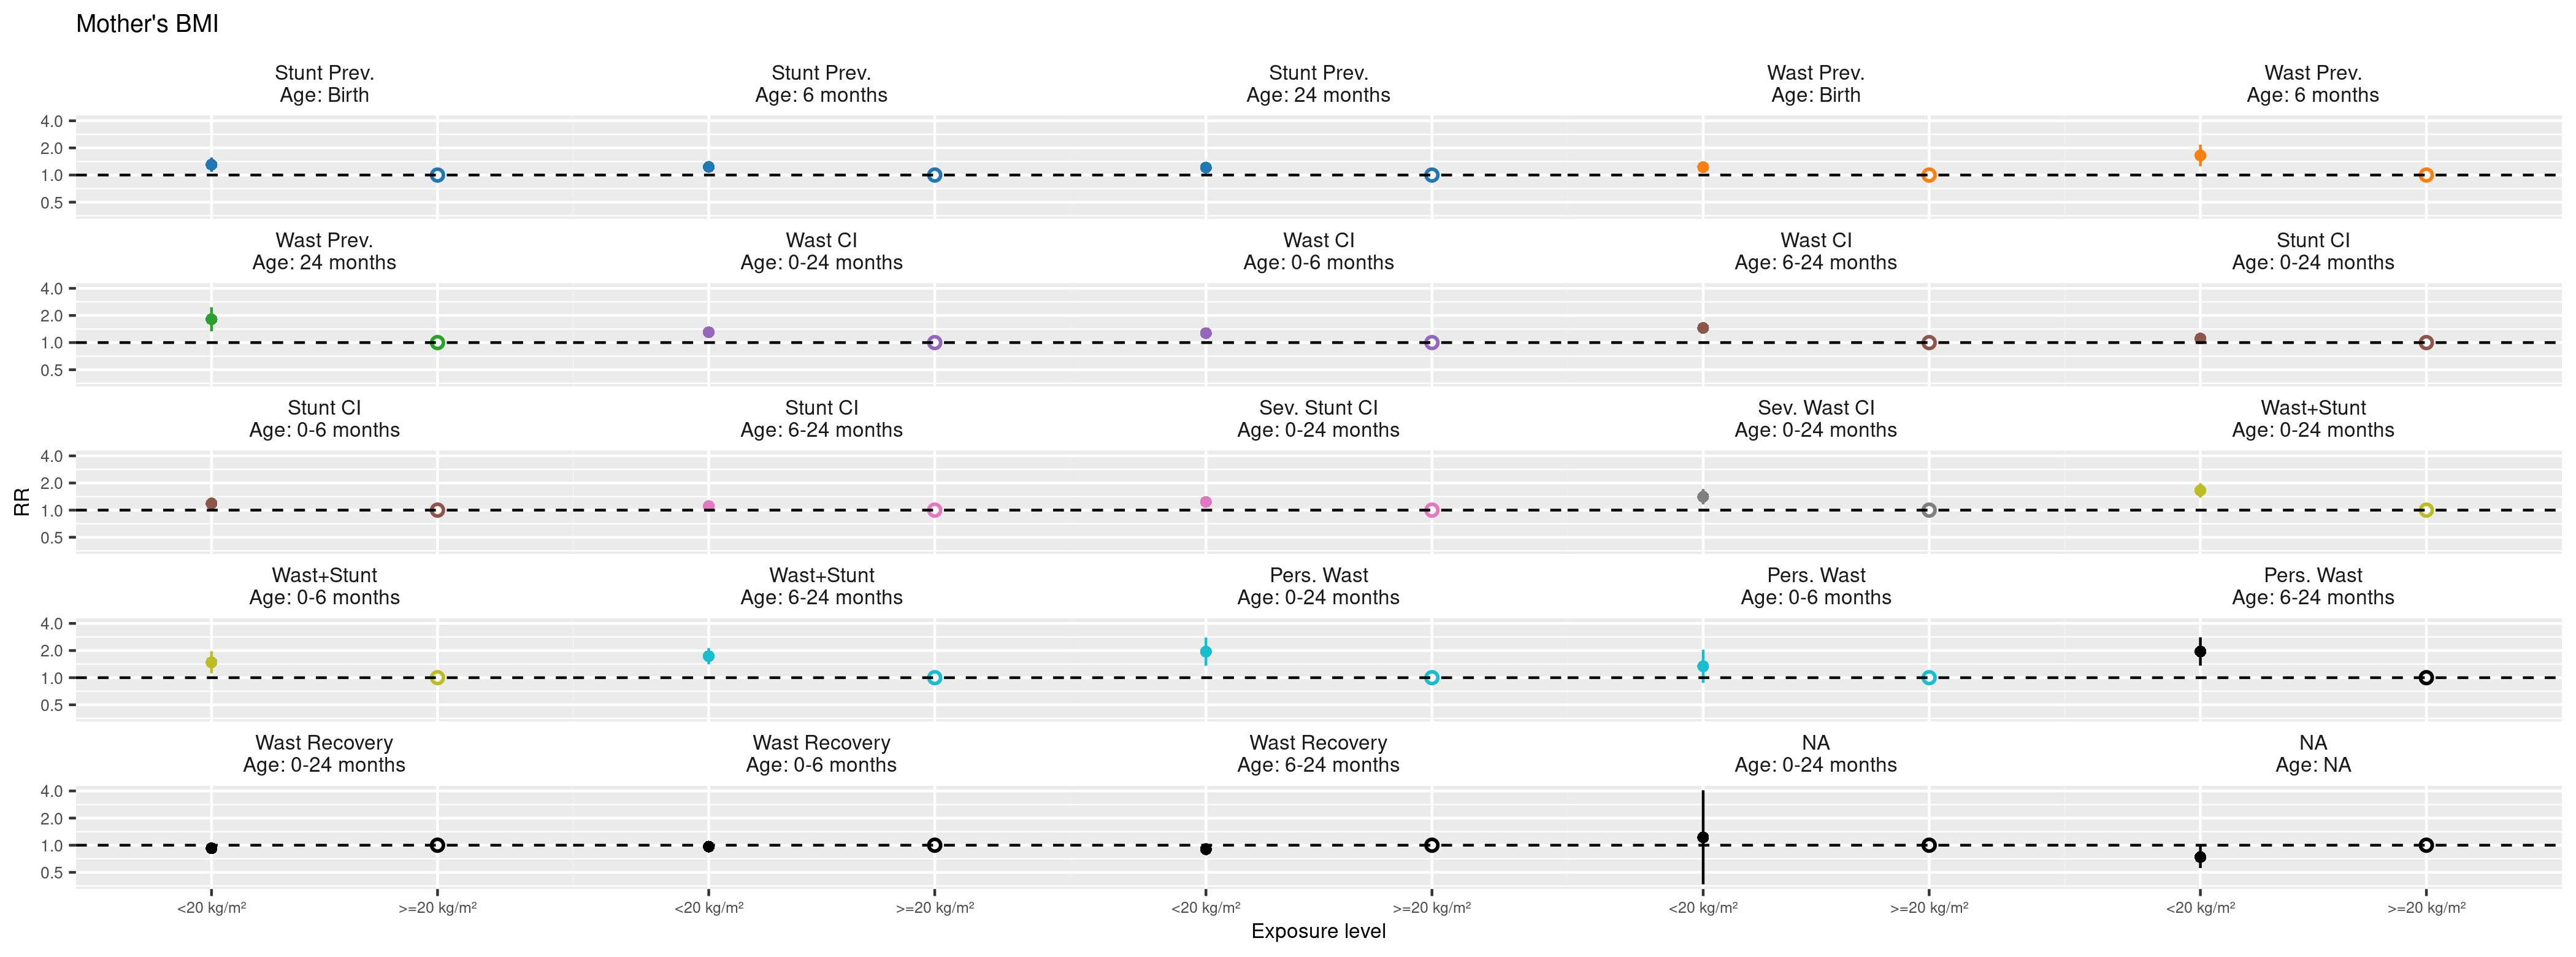 Mother's BMI
Stunt Prev.
Age: Birth
Stunt Prev.
Age: 6 months
Stunt Prev.
Age: 24 months
Wast Prev.
Age: Birth
Wast Prev.
Age: 6 months
4.0
2.0
1.0
0.5
Wast Prev.
Age: 24 months
Wast CI
Age: 0-24 months
Wast CI
Age: 0-6 months
Wast CI
Age: 6-24 months
Stunt CI
Age: 0-24 months
4.0
2.0
1.0
0.5
Stunt CI
Age: 0-6 months
Stunt CI
Age: 6-24 months
Sev. Stunt CI
Age: 0-24 months
Sev. Wast CI
Age: 0-24 months
Wast+Stunt
Age: 0-24 months
RR
4.0
2.0
1.0
0.5
Wast+Stunt
Age: 0-6 months
Wast+Stunt
Age: 6-24 months
Pers. Wast
Age: 0-24 months
Pers. Wast
Age: 0-6 months
Pers. Wast
Age: 6-24 months
4.0
2.0
1.0
0.5
Wast Recovery
Age: 0-24 months
Wast Recovery
Age: 0-6 months
Wast Recovery
Age: 6-24 months
NA
Age: 0-24 months
NA
Age: NA
4.0
2.0
1.0
0.5
<20 kg/m²
>=20 kg/m²
<20 kg/m²
>=20 kg/m²
<20 kg/m²
>=20 kg/m²
<20 kg/m²
>=20 kg/m²
<20 kg/m²
>=20 kg/m²
Exposure level